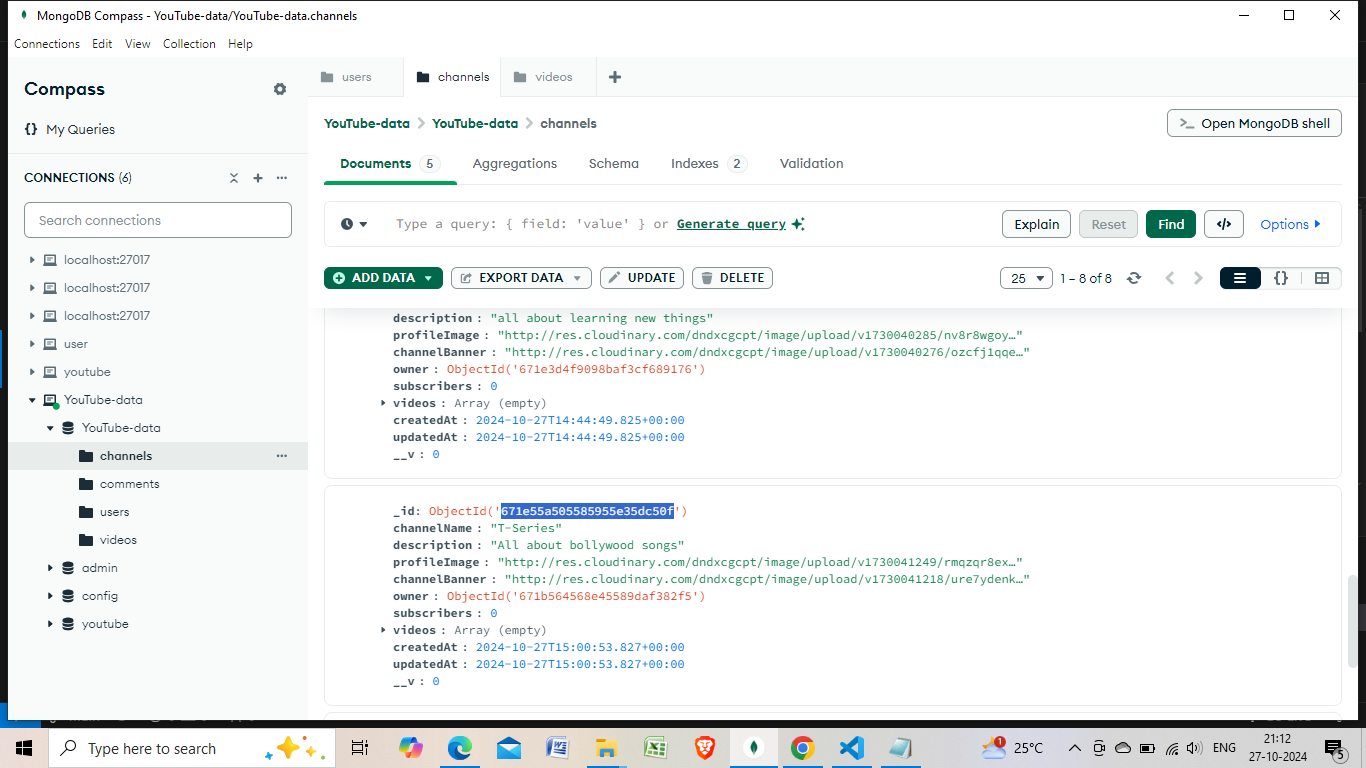 MongoDB Compass - YouTube-data/YouTube-data.channels
Connections Edit View Collection Help
Compass
{} My Queries
CONNECTIONS (6)
Search connections
localhost:27017
localhost:27017
localhost:27017
user
youtube
YouTube-data
YouTube-data
channels
comments
users
videos
admin
config
youtube
users channels videos
YouTube-data YouTube-data channels
>_ Open MongoDB shell
Documents 5 Aggregations Schema Indexes 2 Validation
Type a query: { field: 'value' } or Generate query
Explain Reset Find </> Options
ADD DATA EXPORT DATA UPDATE DELETE
25 1 – 8 of 8 {}
description : "all about learning new things"
profileImage : "http://res.cloudinary.com/dndxcgcpt/image/upload/v1730040285/nv8r8wgoy…"
channelBanner : "http://res.cloudinary.com/dndxcgcpt/image/upload/v1730040276/ozcfj1qqe…"
owner : ObjectId('671e3d4f9098baf3cf689176')
subscribers : 0
videos : Array (empty)
createdAt : 2024-10-27T14:44:49.825+00:00
updatedAt : 2024-10-27T14:44:49.825+00:00
__v : 0
_id: ObjectId('671e55a505585955e35dc50f')
channelName : "T-Series"
description : "All about bollywood songs"
profileImage : "http://res.cloudinary.com/dndxcgcpt/image/upload/v1730041249/rmqzqr8ex…"
channelBanner : "http://res.cloudinary.com/dndxcgcpt/image/upload/v1730041218/ure7ydenk…"
owner : ObjectId('671b564568e45589daf382f5')
subscribers : 0
videos : Array (empty)
createdAt : 2024-10-27T15:00:53.827+00:00
updatedAt : 2024-10-27T15:00:53.827+00:00
__v : 0
Type here to search
1 25°C ENG 21:12
27-10-2024 5